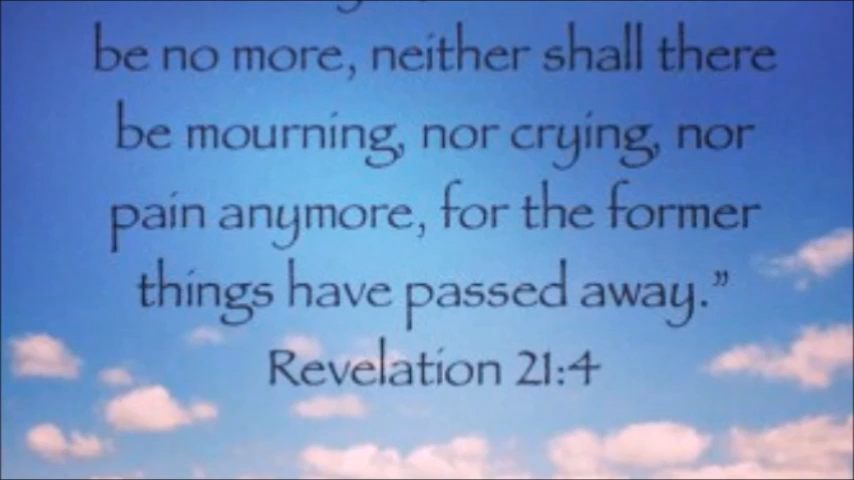 be no more, neither shall there
be mourning, nor crying, nor
pain anymore, for the former
things have passed away.”
Revelation 21:4